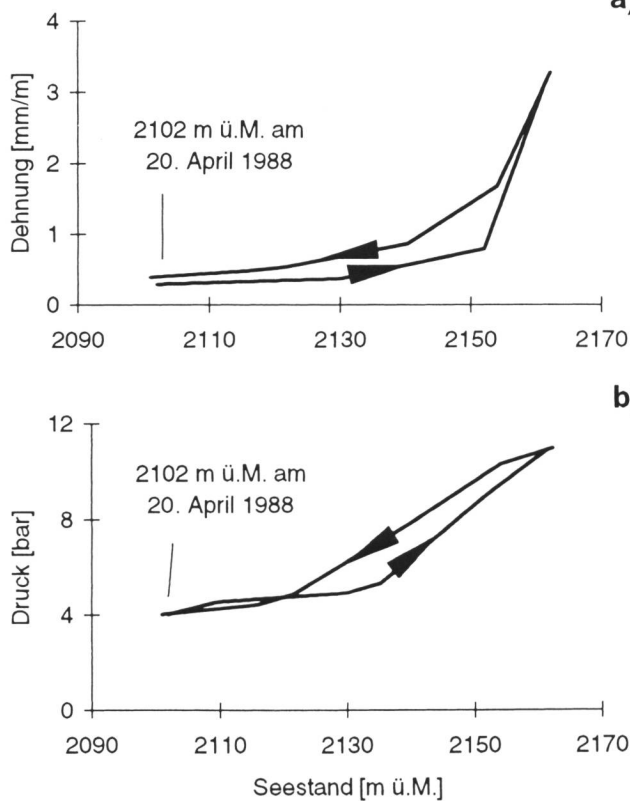 a)
4
3
2
1
0
Dehnung [mm/m]
2102 m ü.M. am
20. April 1988
2090
2110
2130
2150
2170
b
12
8
4
0
Druck [bar]
2102 m ü.M. am
20. April 1988
2090
2110
2130
2150
2170
Seestand [m ü.M.]